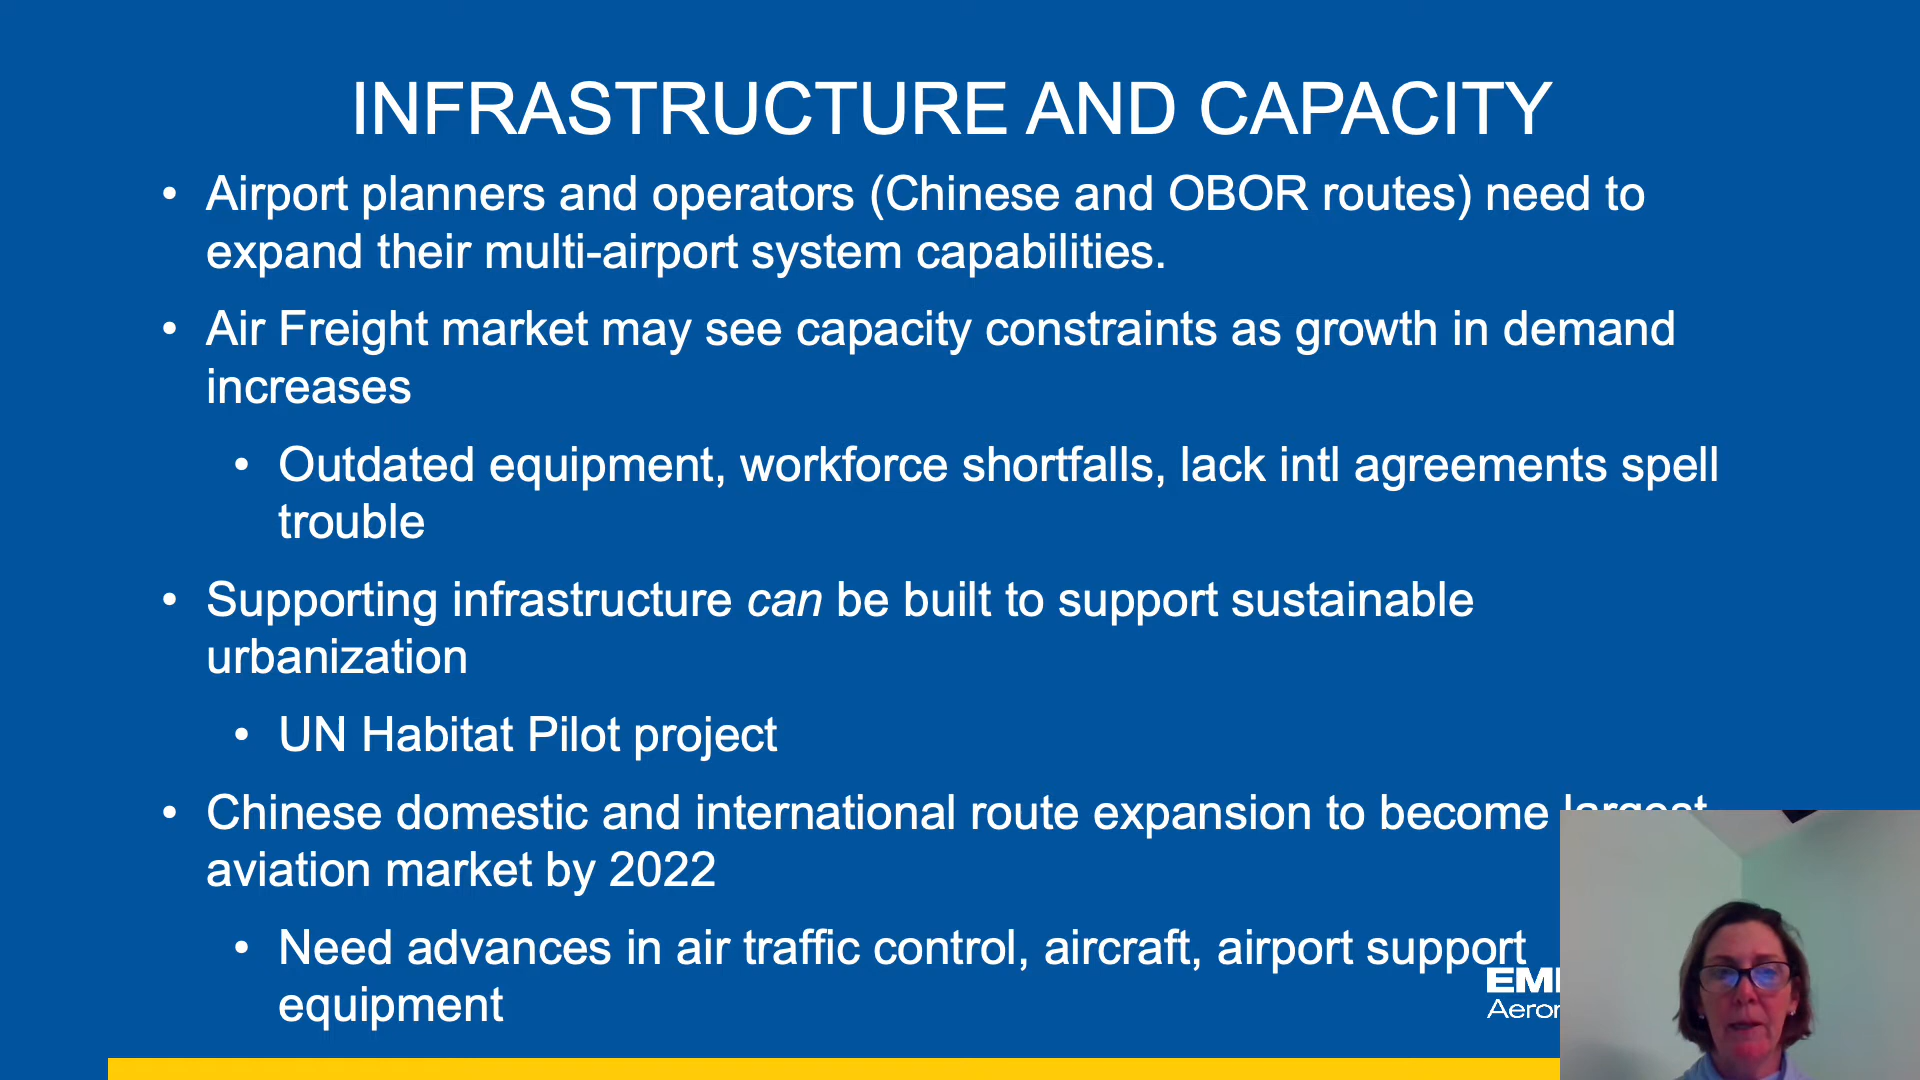 INFRASTRUCTURE AND CAPACITY
• Airport planners and operators (Chinese and OBOR routes) need to
expand their multi-airport system capabilities.
• Air Freight market may see capacity constraints as growth in demand
increases
• Outdated equipment, workforce shortfalls, lack intl agreements spell
trouble
• Supporting infrastructure can be built to support sustainable
urbanization
• UN Habitat Pilot project
• Chinese domestic and international route expansion to become largest
aviation market by 2022
• Need advances in air traffic control, aircraft, airport support
equipment